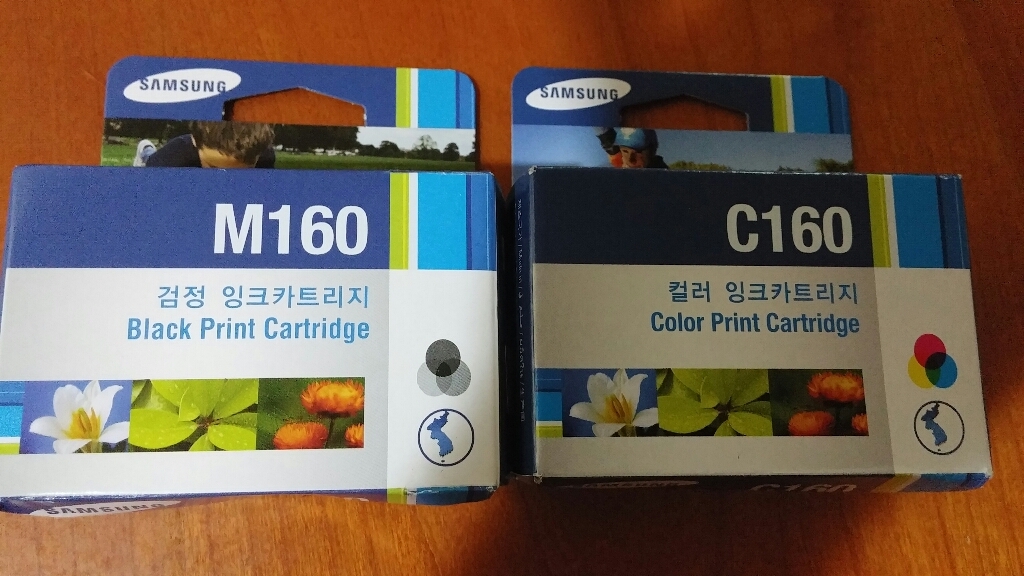 SAMSUNG
M160
검정 잉크카트리지
Black Print Cartridge
SAMSUNG
SAMSUNG
C160
컬러 잉크카트리지
Color Print Cartridge
C160